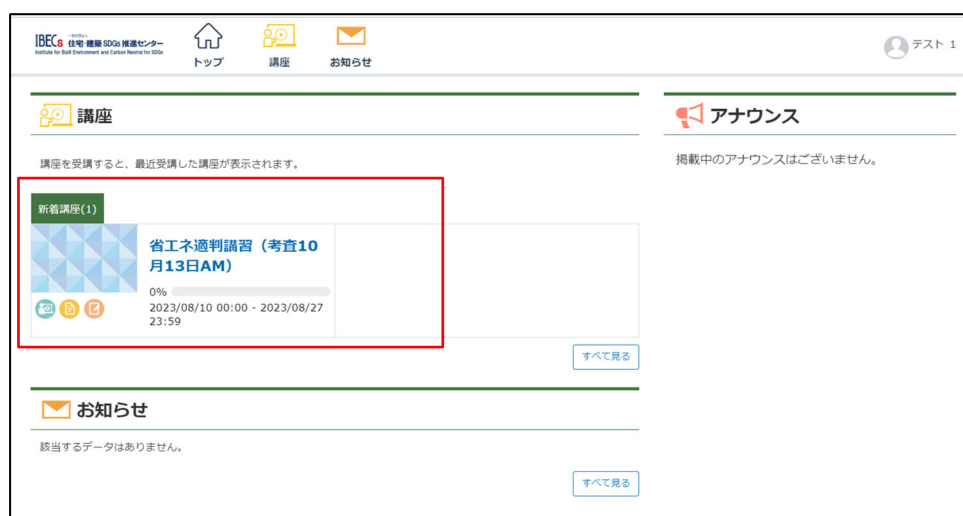 一般財団法人
IBECs 住宅·建築 SDGs 推進センター
Institute for Built Environment and Carbon Neutral for SDGs
トップ
講座
お知らせ
テスト 1
講座
講座を受講すると、最近受講した講座が表示されます。
新着講座(1)
省エネ適判講習（考査10
月13日AM）
0%
2023/08/10 00:00 - 2023/08/27
23:59
すべて見る
お知らせ
該当するデータはありません。
すべて見る
アナウンス
掲載中のアナウンスはございません。